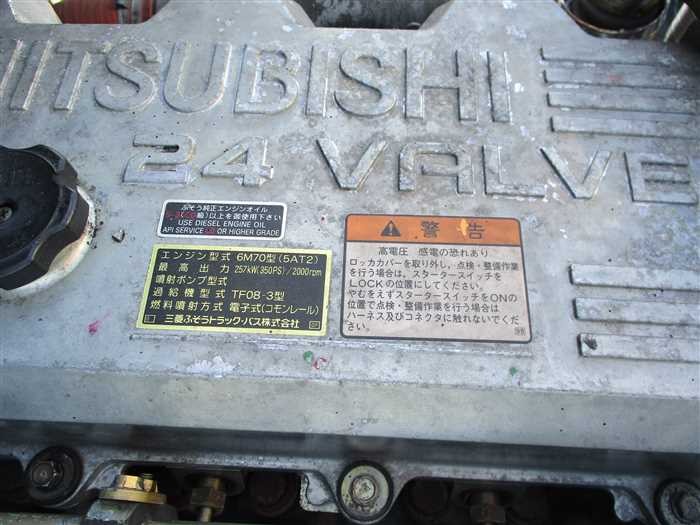 MITSUBISHI
24 VALVE
ふそう純正エンジンオイル
級)以上を御使用下さい
USE DIESEL ENGINE OIL
API SERVICE OR HIGHER GRADE
エンジン型式 6M70型(5AT2)
最高出力 257kW(350PS)/2000rpm
噴射ポンプ型式
過給機型式 TF08-3型
燃料噴射方式 電子式(コモンレール)
三菱ふそうトラック・バス株式会社
警告
高電圧 感電の恐れあり
ロッカカバーを取り外し,点検・整備作業
を行う場合は,スタータースイッチを
LOCKの位置にしてください。
やむをえずスタータースイッチをONの
位置で点検・整備作業を行う場合は
ハーネス及びコネクタに触れないでくだ
さい。